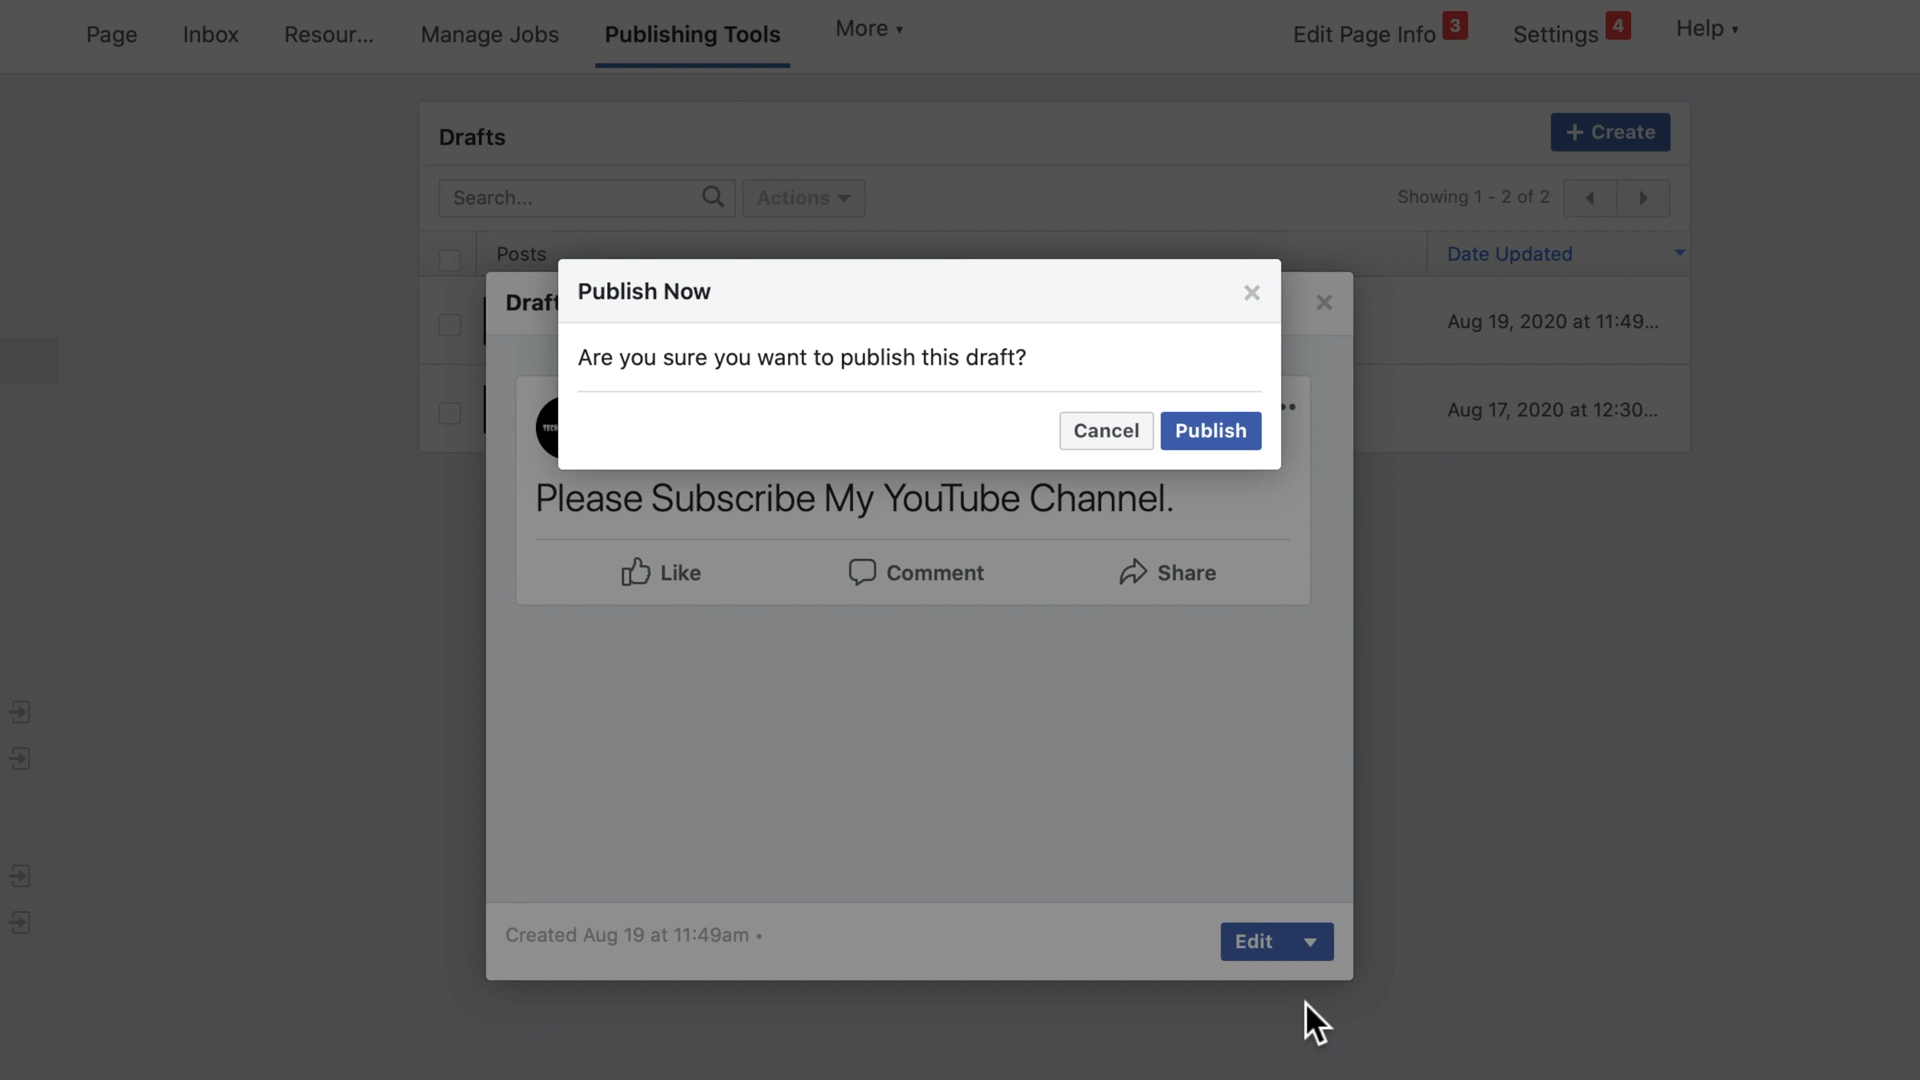 Page Inbox Resour... Manage Jobs Publishing Tools More Edit Page Info 3 Settings 4 Help
Drafts + Create
Search... Actions Showing 1 - 2 of 2
Posts Date Updated
Publish Now
Aug 19, 2020 at 11:49...
Are you sure you want to publish this draft?
Aug 17, 2020 at 12:30...
Cancel Publish
Please Subscribe My YouTube Channel.
Like Comment Share
Created Aug 19 at 11:49am •
Edit